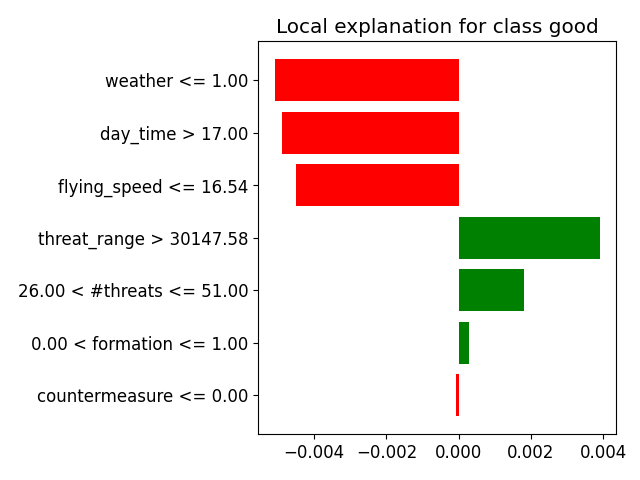 Local explanation for class good
weather <= 1.00
day_time > 17.00
flying_speed <= 16.54
threat_range > 30147.58
26.00 < #threats <= 51.00
0.00 < formation <= 1.00
countermeasure <= 0.00
−0.004 −0.002 0.000 0.002 0.004